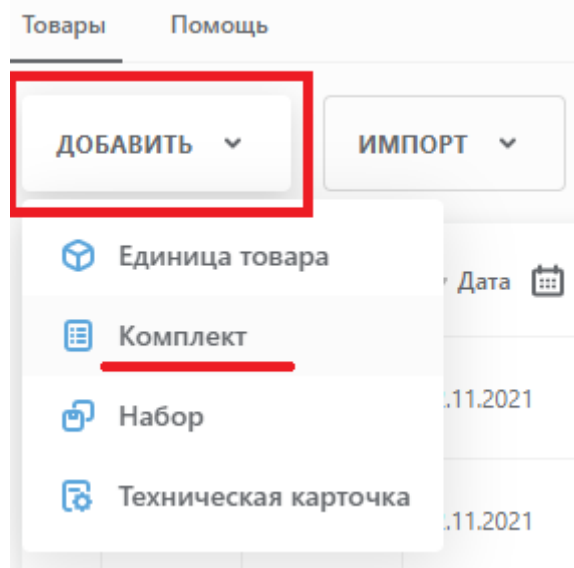 Товары Помощь
ДОБАВИТЬ ИМПОРТ
Единица товара
Дата
Комплект
.11.2021
Набор
Техническая карточка
.11.2021